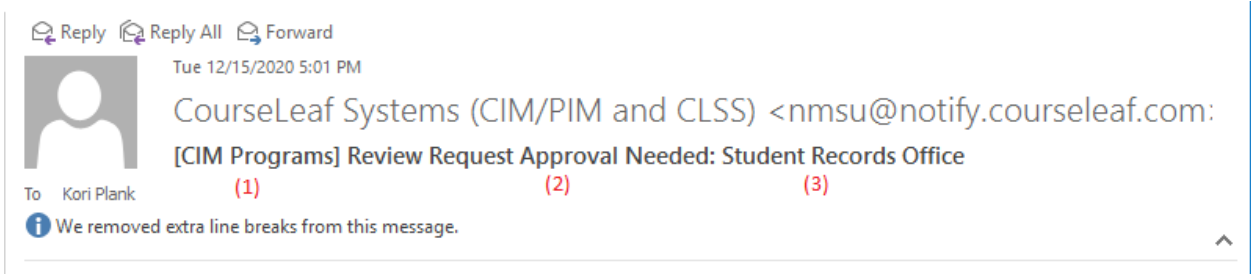 Reply Reply All Forward
Tue 12/15/2020 5:01 PM
CourseLeaf Systems (CIM/PIM and CLSS) <nmsu@notify.courseleaf.com>
[CIM Programs] Review Request Approval Needed: Student Records Office
(1) (2) (3)
To Kori Plank
We removed extra line breaks from this message.